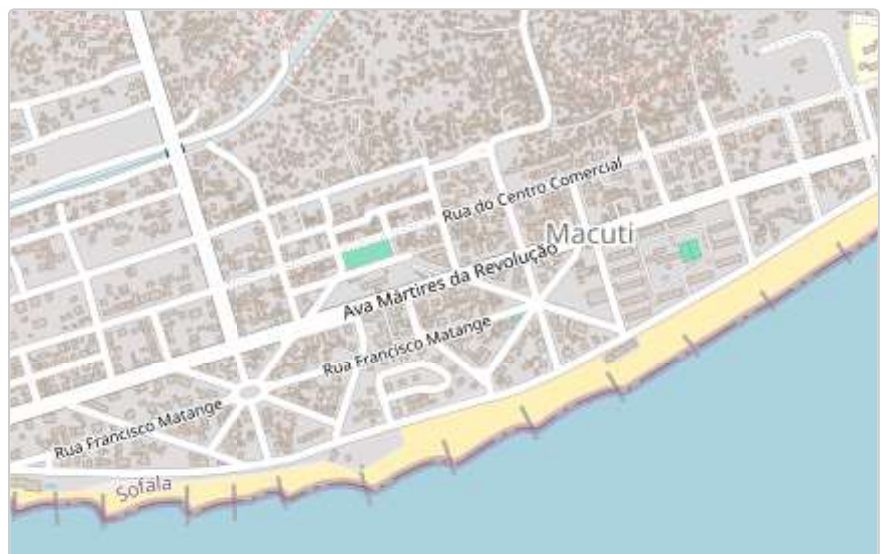 Rua do Centro Comercial
Macuti
Ava Mártires da Revolução
Rua Francisco Matange
Rua Francisco Matange
Sofala